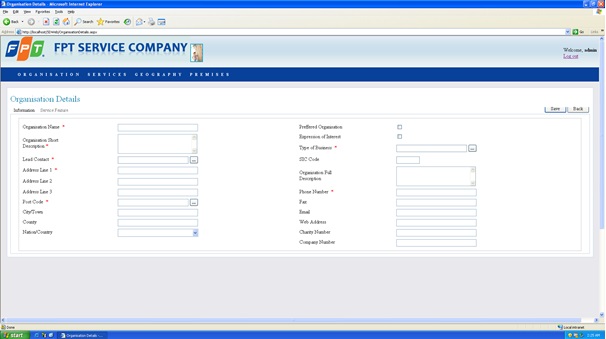 Organisation Details - Microsoft Internet Explorer
File Edit View Favorites Tools Help
Back Search Favorites
Address http://localhost/SD/Web/OrganisationDetails.aspx Go Links
FPT FPT SERVICE COMPANY
Welcome, admin
Log out
ORGANISATION SERVICES GEOGRAPHY PREMISES
Organisation Details
Information Service/Contact Save Back
Organisation Name * Preffered Organisation
Organisation Short Description * Expression of Interest
Type of Business *
Lead Contact * ... SIC Code
Address Line 1 * Organisation Full Description
Address Line 2
Address Line 3 Phone Number *
Post Code * ... Fax
City/Town Email
County Web Address
Nation/Country Charity Number
Company Number
Done Local intranet
start Organisation Details - ...